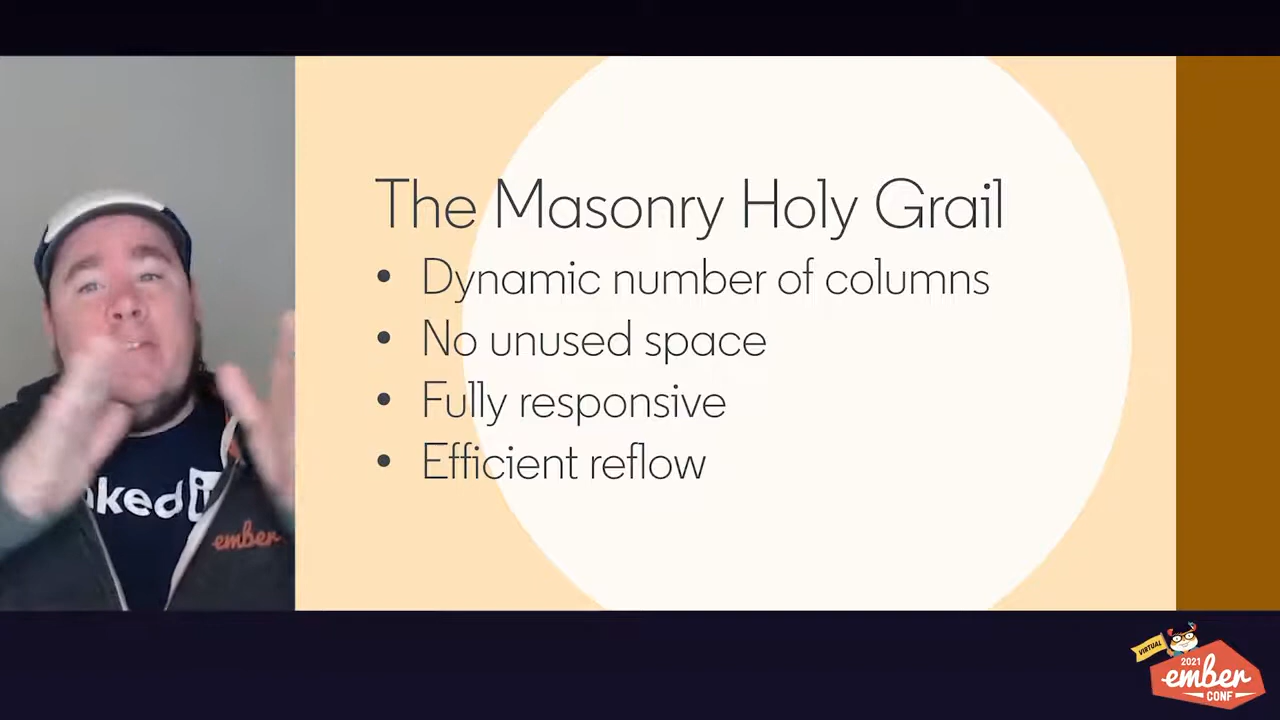 The Masonry Holy Grail
• Dynamic number of columns
• No unused space
• Fully responsive
• Efficient reflow
ember
VIRTUAL
2021
ember
CONF